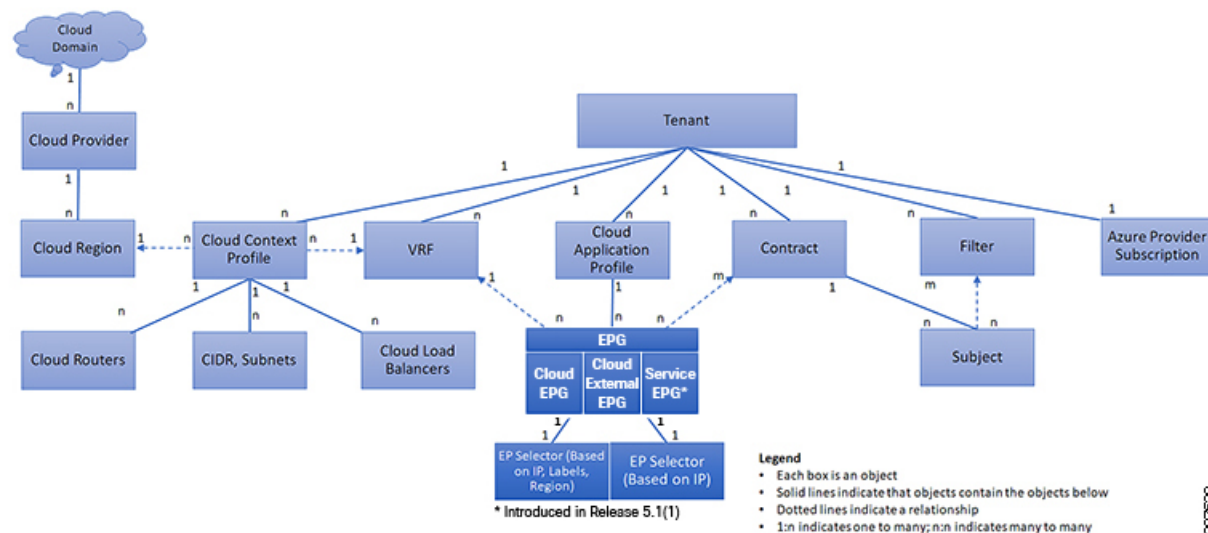 Cloud
Domain
1
n
Cloud Provider
Tenant
1
1
1
1
1
1
1
n
n
n
n
n
n
1
Cloud Region
1
n
Cloud Context
Profile
n
1
VRF
Cloud
Application
Profile
Contract
Filter
Azure Provider
Subscription
1
1
1
1
1
m
1
m
n
n
n
n
n
n
n
n
Cloud Routers
CIDR, Subnets
Cloud Load
Balancers
EPG
Subject
Cloud
EPG
Cloud
External
EPG
Service
EPG*
1
1
1
1
EP Selector (Based
on IP, Labels,
Region)
EP Selector
(Based on IP)
* Introduced in Release 5.1(1)
Legend
• Each box is an object
• Solid lines indicate that objects contain the objects below
• Dotted lines indicate a relationship
• 1:n indicates one to many; n:n indicates many to many